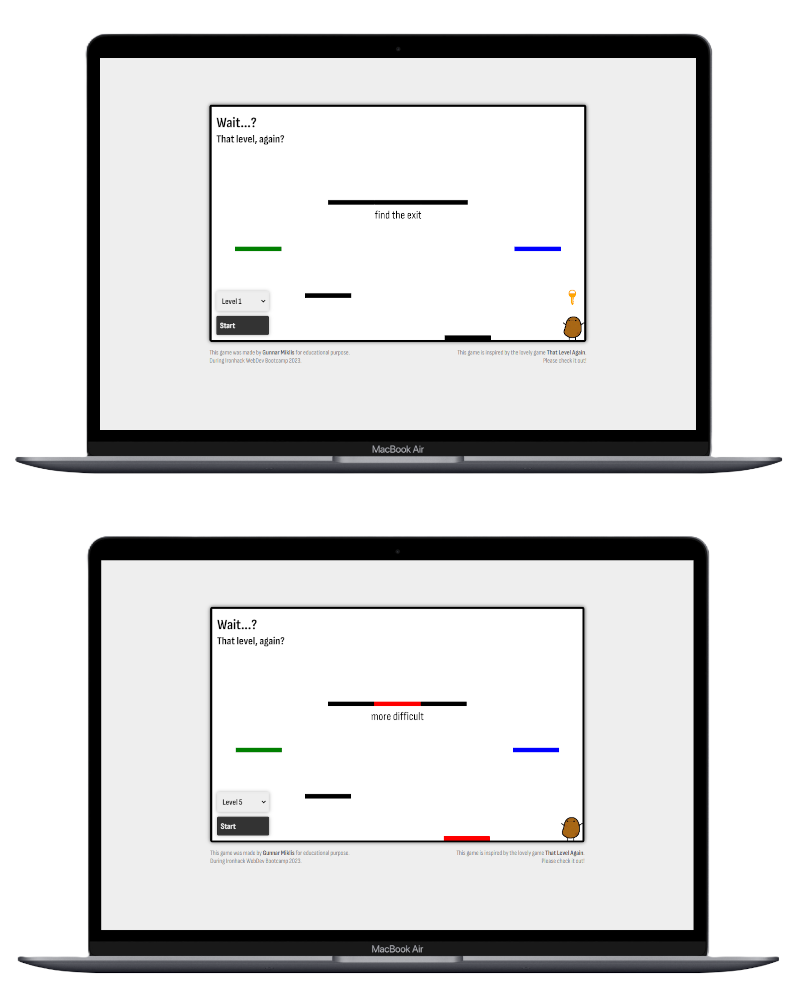 Wait...?
That level, again?
find the exit
Level 1
Start
This game was made by Gunnar Miklis for educational purpose.
During Ironhack WebDev Bootcamp 2023.
This game is inspired by the lovely game That Level Again.
Please check it out!
MacBook Air
Wait...?
That level, again?
more difficult
Level 5
Start
This game was made by Gunnar Miklis for educational purpose.
During Ironhack WebDev Bootcamp 2023.
This game is inspired by the lovely game That Level Again.
Please check it out!
MacBook Air